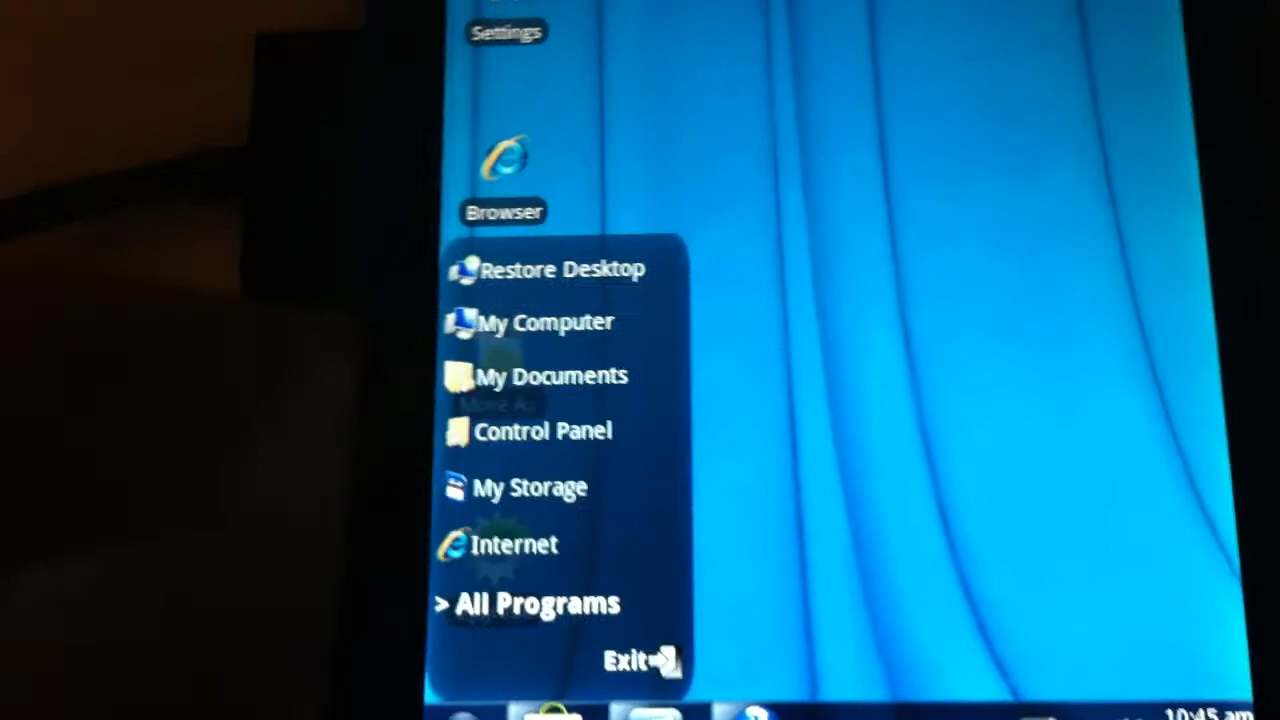 Settings
Browser
Restore Desktop
My Computer
My Documents
Control Panel
My Storage
Internet
> All Programs
Exit
10:45 am